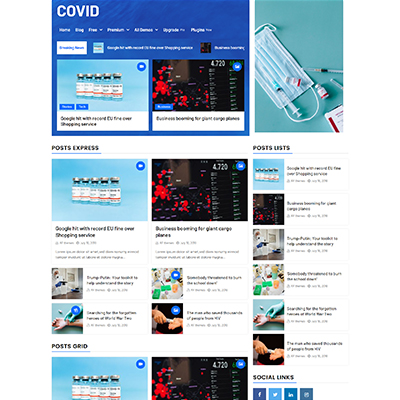 COVID
Home Blog Free Premium All Demos Upgrade Plugins
Breaking News
Google hit with record EU fine over Shopping service
Business booming
4.720
Google hit with record EU fine over
Shopping service
Business booming for giant cargo planes
POSTS EXPRESS
4.720
Google hit with record EU fine over
Shopping service
Business booming for giant cargo
planes
Trump-Putin: Your toolkit to
help understand the story
Somebody threatened to burn
the school down!
Searching for the forgotten
heroes of World War Two
The man who saved thousands
of people from HIV
POSTS GRID
4.720
POSTS LISTS
Google hit with record EU fine
over Shopping service
Business booming for giant
cargo planes
Trump-Putin: Your toolkit to
understand the story
Somebody threatened to burn
the school down!
Searching for the forgotten
heroes of World War Two
The man who saved thousands
of people from HIV
SOCIAL LINKS